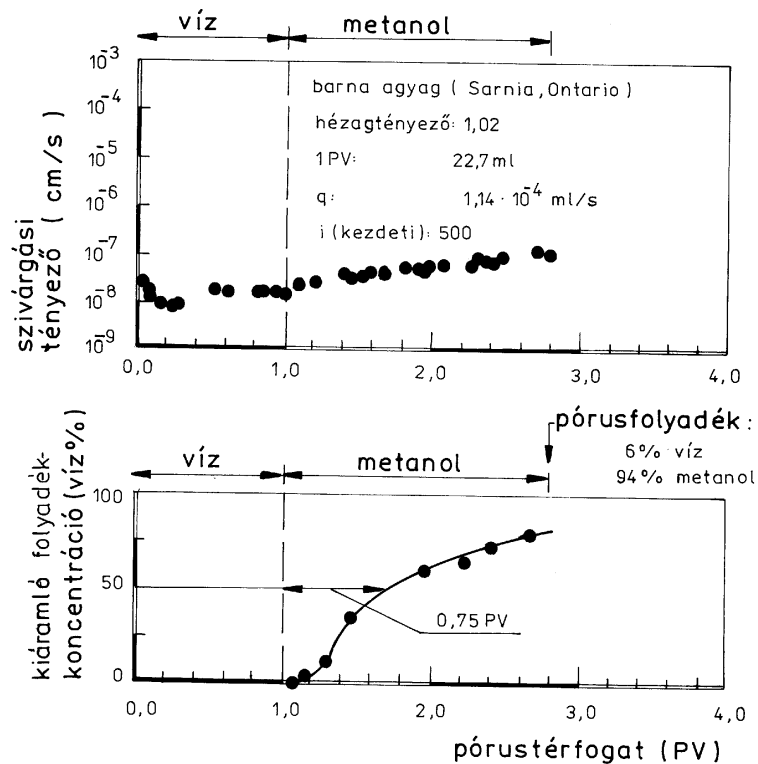 víz
metanol
10⁻³
10⁻⁴
10⁻⁵
10⁻⁶
10⁻⁷
10⁻⁸
10⁻⁹
szivárgási
tényező ( cm/s )
barna agyag ( Sarnia, Ontario )
hézagtényező: 1,02
1 PV: 22,7 ml
q: 1,14 · 10⁻⁴ ml/s
i (kezdeti): 500
0,0 1,0 2,0 3,0 4,0
pórusfolyadék :
6% víz
94% metanol
víz
metanol
100
50
0
kiáramló folyadék-
koncentráció (víz%)
0,75 PV
0,0 1,0 2,0 3,0 4,0
pórustérfogat (PV)